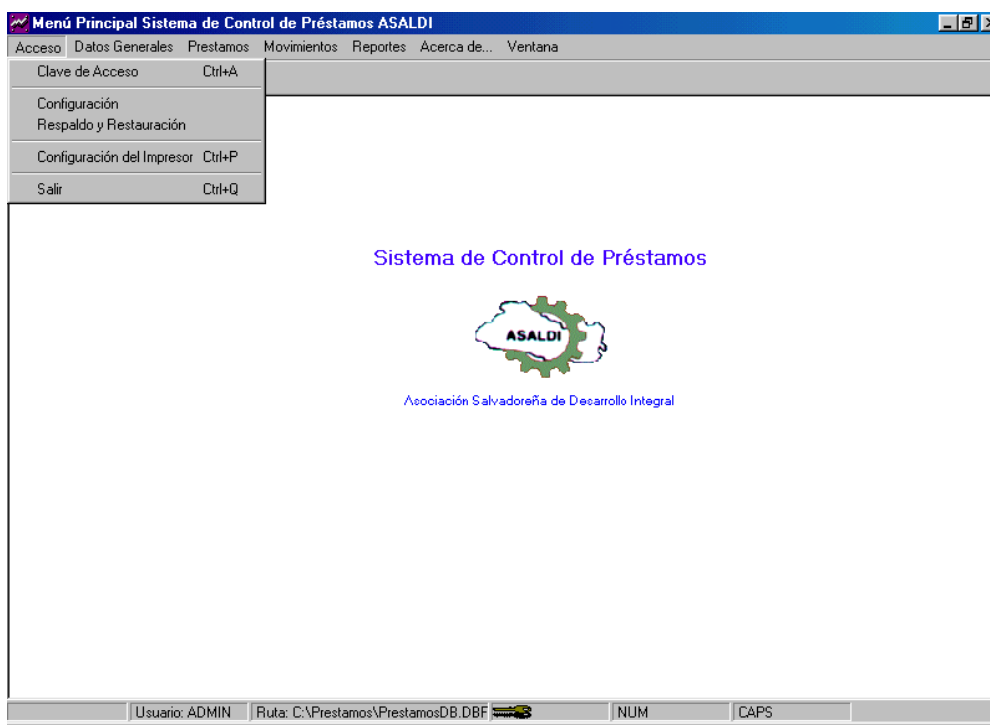 Menú Principal Sistema de Control de Préstamos ASALDI
Acceso Datos Generales Prestamos Movimientos Reportes Acerca de... Ventana
Clave de Acceso Ctrl+A
Configuración
Respaldo y Restauración
Configuración del Impresor Ctrl+P
Salir Ctrl+Q
Sistema de Control de Préstamos
ASALDI
Asociación Salvadoreña de Desarrollo Integral
Usuario: ADMIN Ruta: C:\Prestamos\PrestamosDB.DBF NUM CAPS